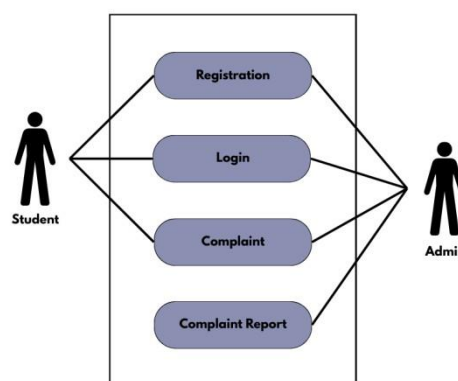 Registration
Login
Student
Complaint
Admi
Complaint Report